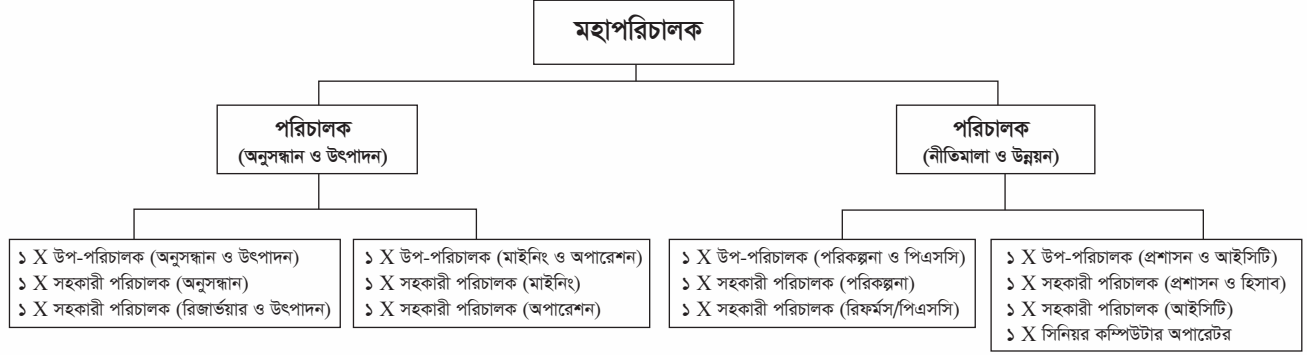 মহাপরিচালক
পরিচালক
(অনুসন্ধান ও উৎপাদন)
পরিচালক
(নীতিমালা ও উন্নয়ন)
১ X উপ-পরিচালক (অনুসন্ধান ও উৎপাদন)
১ X সহকারী পরিচালক (অনুসন্ধান)
১ X সহকারী পরিচালক (রিজার্ভয়ার ও উৎপাদন)
১ X উপ-পরিচালক (মাইনিং ও অপারেশন)
১ X সহকারী পরিচালক (মাইনিং)
১ X সহকারী পরিচালক (অপারেশন)
১ X উপ-পরিচালক (পরিকল্পনা ও পিএসসি)
১ X সহকারী পরিচালক (পরিকল্পনা)
১ X সহকারী পরিচালক (রিফর্মস/পিএসসি)
১ X উপ-পরিচালক (প্রশাসন ও আইসিটি)
১ X সহকারী পরিচালক (প্রশাসন ও হিসাব)
১ X সহকারী পরিচালক (আইসিটি)
১ X সিনিয়র কম্পিউটার অপারেটর